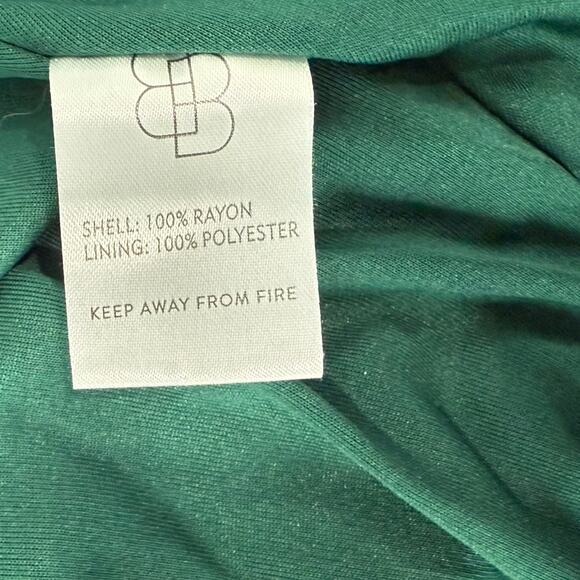 SHELL: 100% RAYON
LINING: 100% POLYESTER
KEEP AWAY FROM FIRE